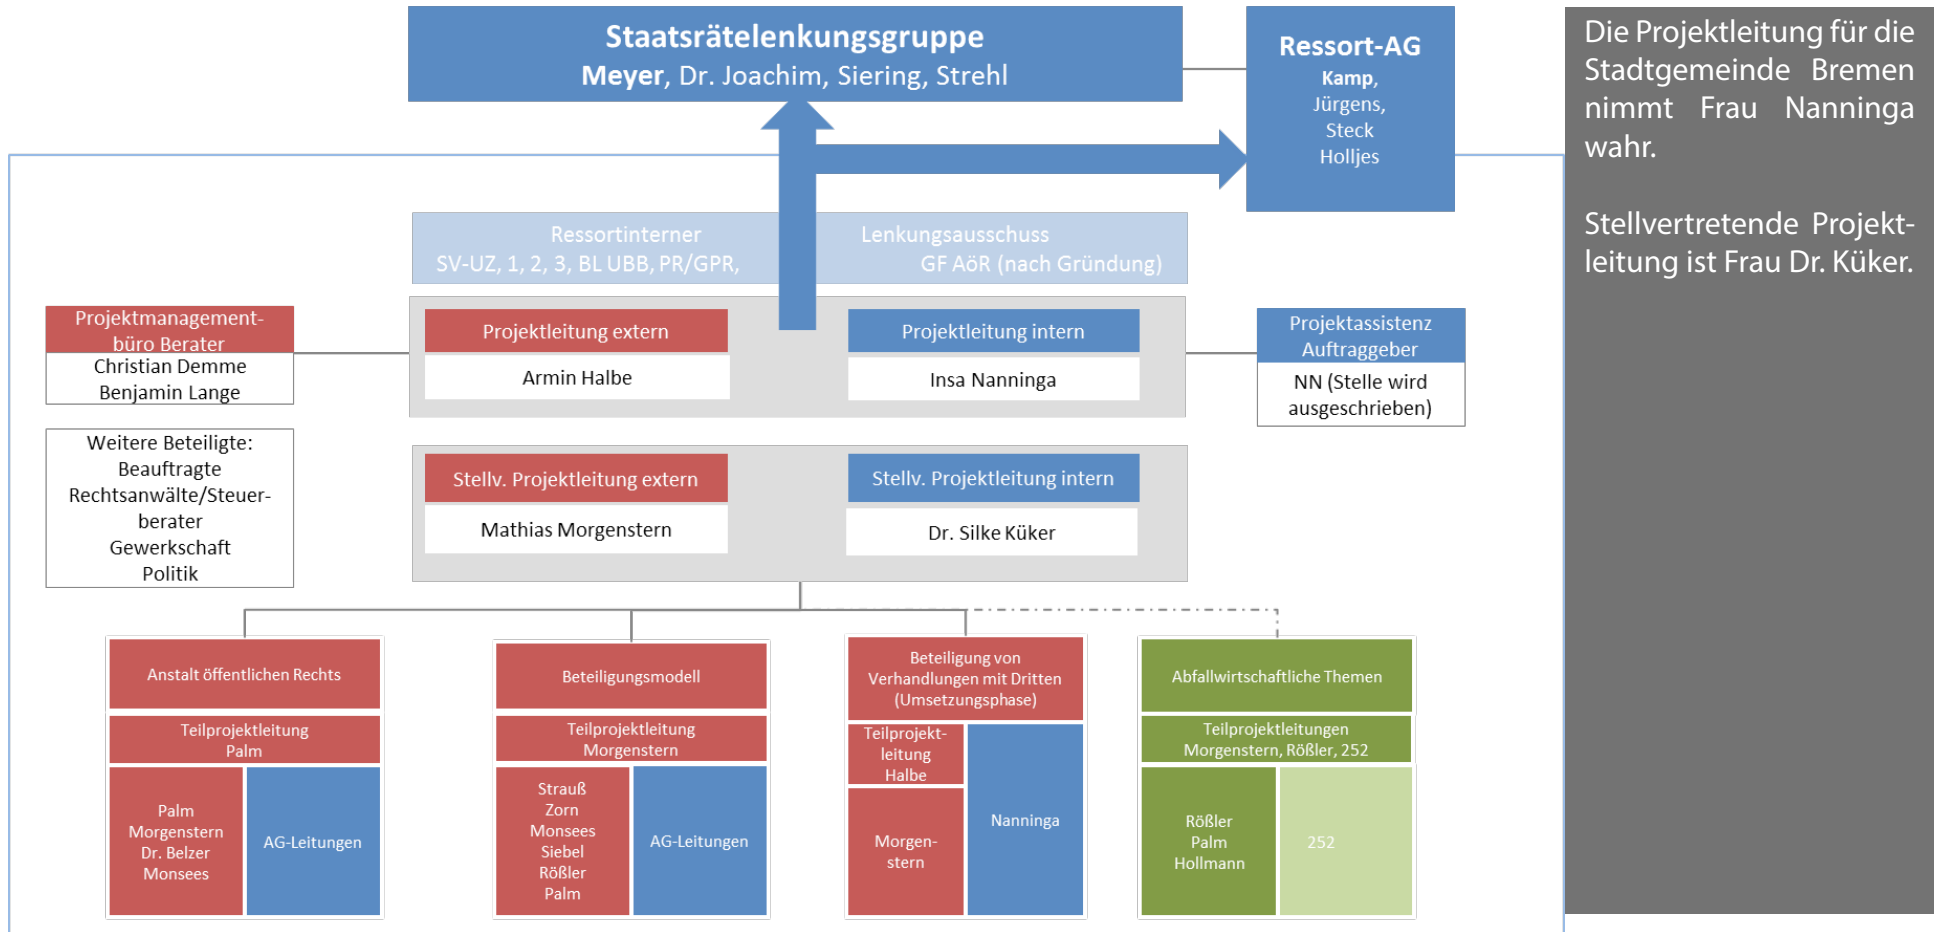 Staatsrätelenkungsgruppe
Meyer, Dr. Joachim, Siering, Strehl
Ressort-AG
Kamp,
Jürgens,
Steck
Holljes
Die Projektleitung für die
Stadtgemeinde Bremen
nimmt Frau Nanninga
wahr.
Stellvertretende Projekt-
leitung ist Frau Dr. Küker.
Ressortinterner Lenkungsausschuss
SV-UZ, 1, 2, 3, BL UBB, PR/GPR, GF AöR (nach Gründung)
Projektmanagement-
büro Berater
Christian Demme
Benjamin Lange
Projektleitung extern
Armin Halbe
Projektleitung intern
Insa Nanninga
Projektassistenz
Auftraggeber
NN (Stelle wird
ausgeschrieben)
Weitere Beteiligte:
Beauftragte
Rechtsanwälte/Steuer-
berater
Gewerkschaft
Politik
Stellv. Projektleitung extern
Mathias Morgenstern
Stellv. Projektleitung intern
Dr. Silke Küker
Anstalt öffentlichen Rechts
Teilprojektleitung
Palm
Palm
Morgenstern
Dr. Belzer
Monsees
AG-Leitungen
Beteiligungsmodell
Teilprojektleitung
Morgenstern
Strauß
Zorn
Monsees
Siebel
Rößler
Palm
AG-Leitungen
Beteiligung von
Verhandlungen mit Dritten
(Umsetzungsphase)
Teilprojekt-
leitung
Halbe
Morgen-
stern
Nanninga
Abfallwirtschaftliche Themen
Teilprojektleitungen
Morgenstern, Rößler, 252
Rößler
Palm
Hollmann
252